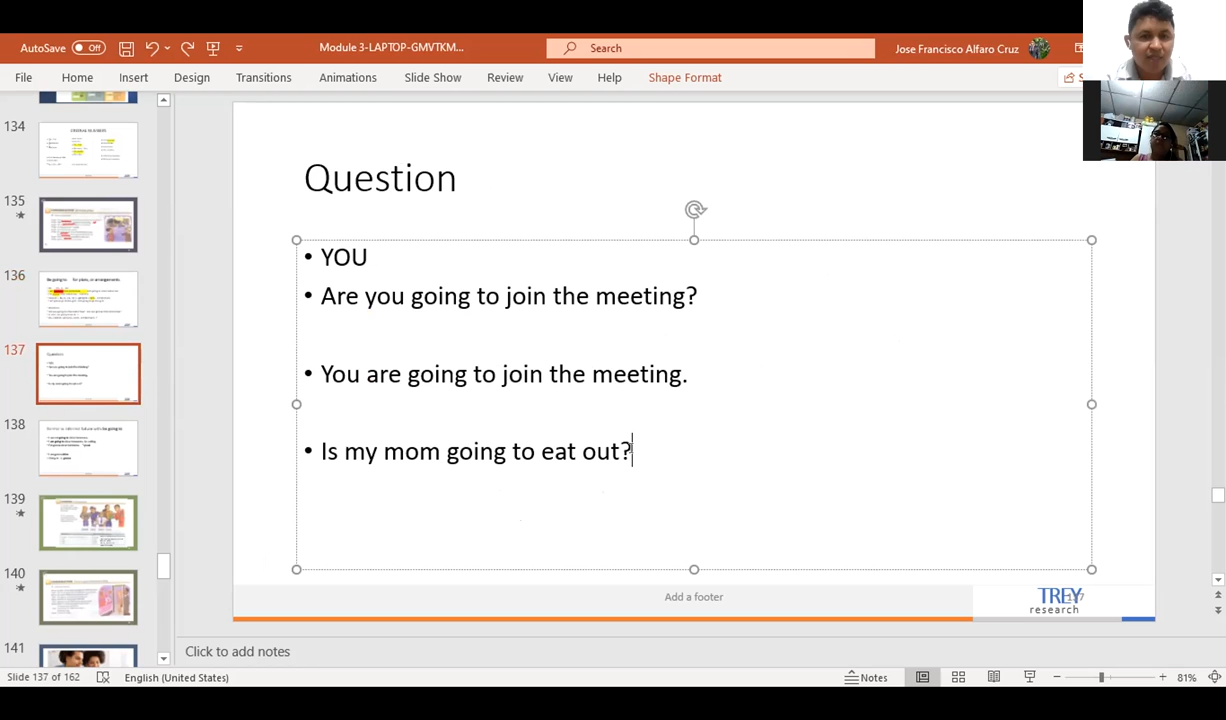 AutoSave Off Module 3-LAPTOP-GMVTKM... Search Jose Francisco Alfaro Cruz
File Home Insert Design Transitions Animations Slide Show Review View Help Shape Format
134
135
136
137
138
139
140
141
Question
• YOU
• Are you going to join the meeting?
• You are going to join the meeting.
• Is my mom going to eat out?
Add a footer
TREY
research
Click to add notes
Slide 137 of 162 English (United States) Notes 81%